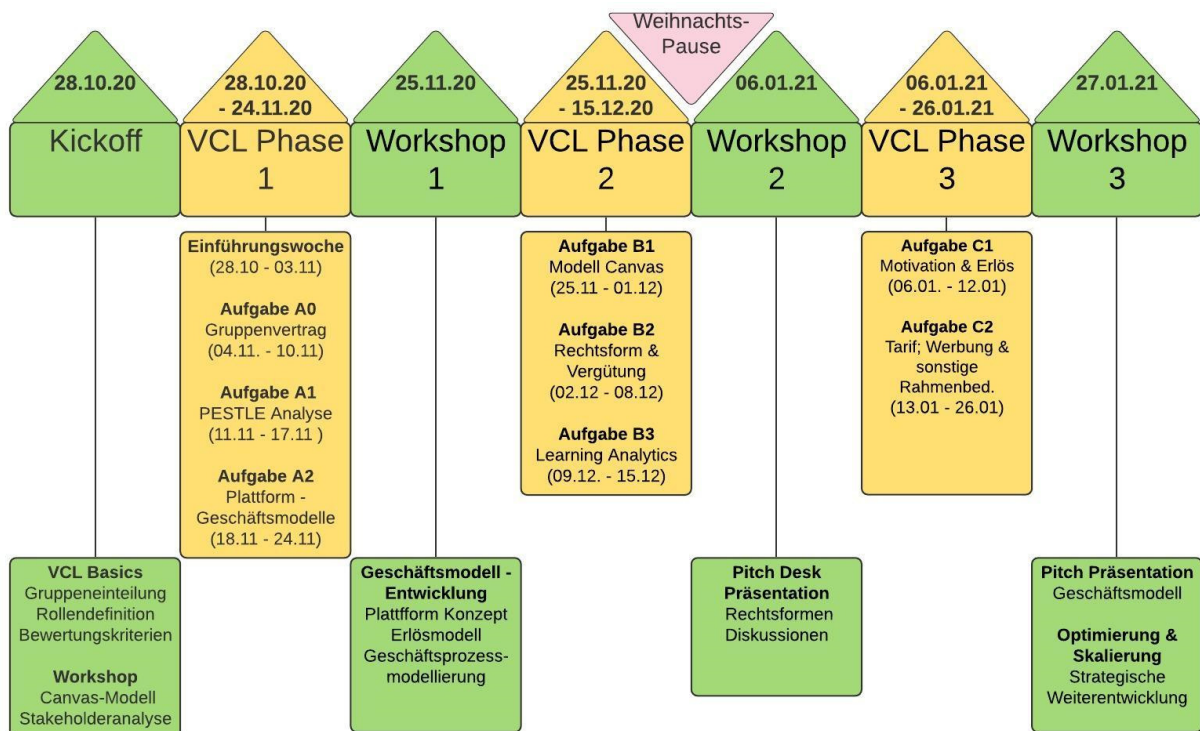 Weihnachts-
Pause
28.10.20
28.10.20
- 24.11.20
25.11.20
25.11.20
- 15.12.20
06.01.21
06.01.21
- 26.01.21
27.01.21
Kickoff
VCL Phase
1
Workshop
1
VCL Phase
2
Workshop
2
VCL Phase
3
Workshop
3
Einführungswoche
(28.10 - 03.11)
Aufgabe A0
Gruppenvertrag
(04.11. - 10.11)
Aufgabe A1
PESTLE Analyse
(11.11 - 17.11 )
Aufgabe A2
Plattform -
Geschäftsmodelle
(18.11 - 24.11)
Aufgabe B1
Modell Canvas
(25.11 - 01.12)
Aufgabe B2
Rechtsform &
Vergütung
(02.12 - 08.12)
Aufgabe B3
Learning Analytics
(09.12. - 15.12)
Aufgabe C1
Motivation & Erlös
(06.01. - 12.01)
Aufgabe C2
Tarif; Werbung &
sonstige
Rahmenbed.
(13.01 - 26.01)
VCL Basics
Gruppeneinteilung
Rollendefinition
Bewertungskriterien
Workshop
Canvas-Modell
Stakeholderanalyse
Geschäftsmodell -
Entwicklung
Plattfform Konzept
Erlösmodell
Geschäftsprozess-
modellierung
Pitch Desk
Präsentation
Rechtsformen
Diskussionen
Pitch Präsentation
Geschäftsmodell
Optimierung &
Skalierung
Strategische
Weiterentwicklung